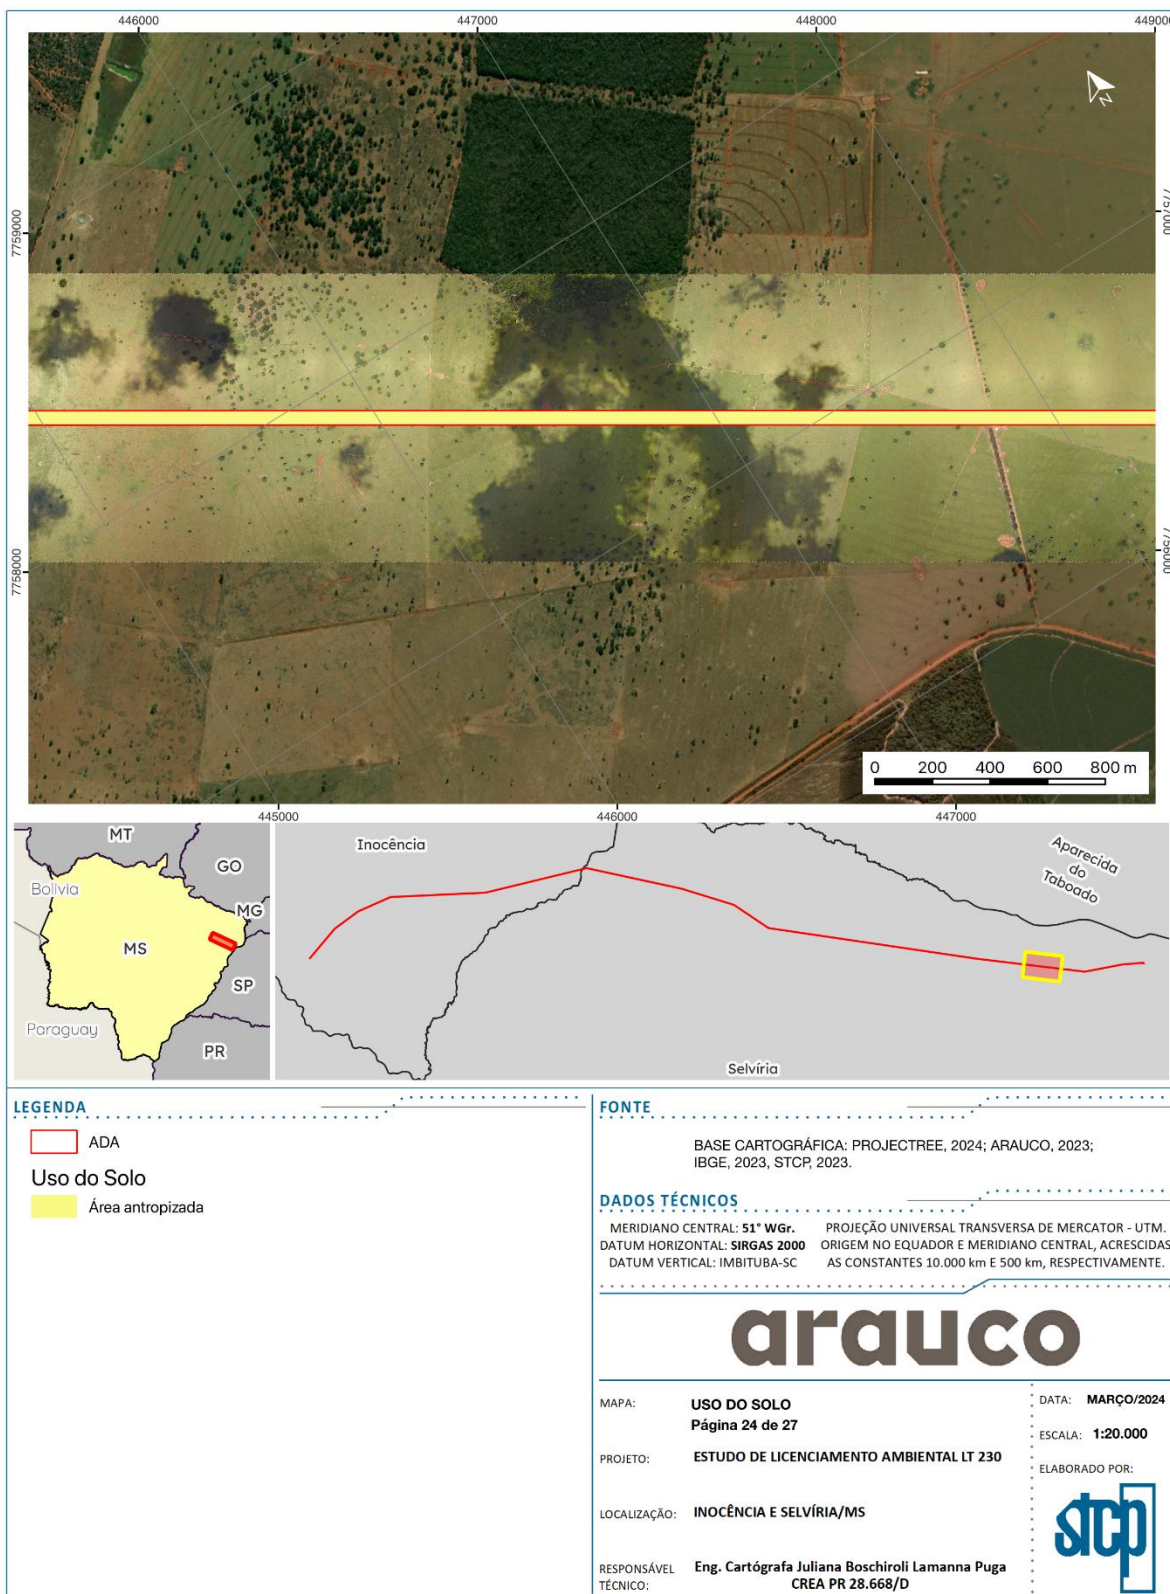 446000
447000
448000
449000
N
7759000
7758000
0 200 400 600 800 m
445000
446000
447000
MT
GO
Bolivia
MG
MS
SP
Paraguay
PR
Inocência
Aparecida
do
Taboado
Selvíria
LEGENDA
ADA
Uso do Solo
Área antropizada
FONTE
BASE CARTOGRÁFICA: PROJECTREE, 2024; ARAUCO, 2023;
IBGE, 2023, STCP, 2023.
DADOS TÉCNICOS
MERIDIANO CENTRAL: 51° WGr.
DATUM HORIZONTAL: SIRGAS 2000
DATUM VERTICAL: IMBITUBA-SC
PROJEÇÃO UNIVERSAL TRANSVERSA DE MERCATOR - UTM.
ORIGEM NO EQUADOR E MERIDIANO CENTRAL, ACRESCIDAS
AS CONSTANTES 10.000 km E 500 km, RESPECTIVAMENTE.
arauco
MAPA: USO DO SOLO
Página 24 de 27
PROJETO: ESTUDO DE LICENCIAMENTO AMBIENTAL LT 230
LOCALIZAÇÃO: INOCÊNCIA E SELVÍRIA/MS
RESPONSÁVEL
TÉCNICO:
Eng. Cartógrafa Juliana Boschiroli Lamanna Puga
CREA PR 28.668/D
DATA: MARÇO/2024
ESCALA: 1:20.000
ELABORADO POR:
stcp